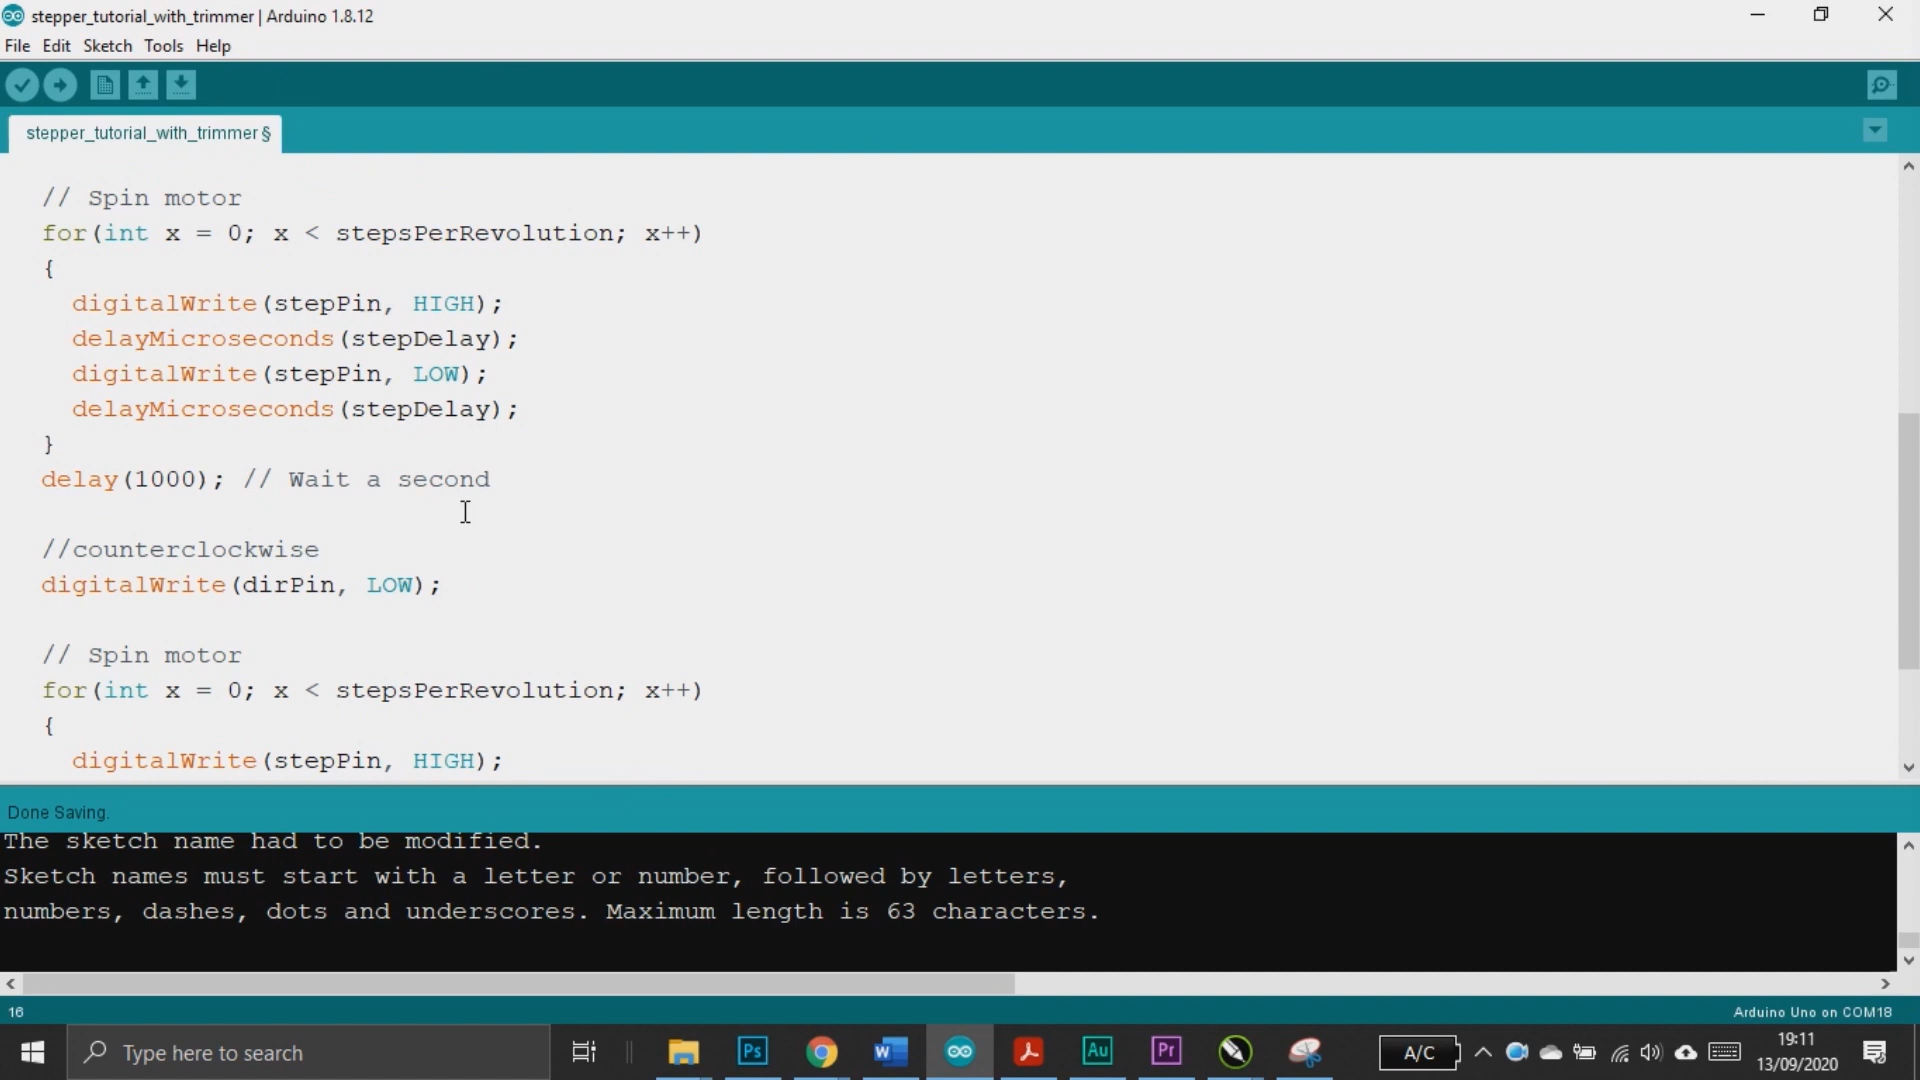 stepper_tutorial_with_trimmer | Arduino 1.8.12
File Edit Sketch Tools Help
stepper_tutorial_with_trimmer §
// Spin motor
for(int x = 0; x < stepsPerRevolution; x++)
{
digitalWrite(stepPin, HIGH);
delayMicroseconds(stepDelay);
digitalWrite(stepPin, LOW);
delayMicroseconds(stepDelay);
}
delay(1000); // Wait a second
//counterclockwise
digitalWrite(dirPin, LOW);
// Spin motor
for(int x = 0; x < stepsPerRevolution; x++)
{
digitalWrite(stepPin, HIGH);
Done Saving.
The sketch name had to be modified.
Sketch names must start with a letter or number, followed by letters,
numbers, dashes, dots and underscores. Maximum length is 63 characters.
16
Arduino Uno on COM18
Type here to search
Ps
W
Au
Pr
A/C
19:11
13/09/2020